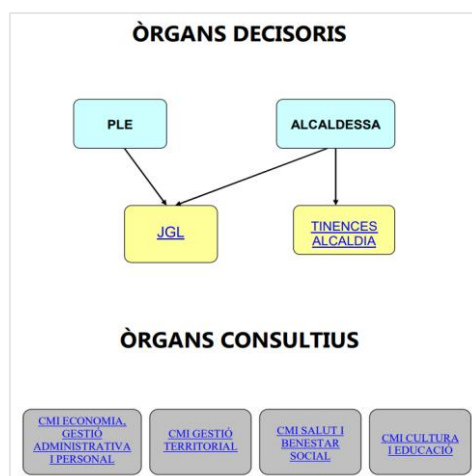 ÒRGANS DECISORIS
PLE
ALCALDESSA
JGL
TINENCES
ALCALDIA
ÒRGANS CONSULTIUS
CMI ECONOMIA,
GESTIÓ
ADMINISTRATIVA
I PERSONAL
CMI GESTIÓ
TERRITORIAL
CMI SALUT I
BENESTAR
SOCIAL
CMI CULTURA
I EDUCACIÓ